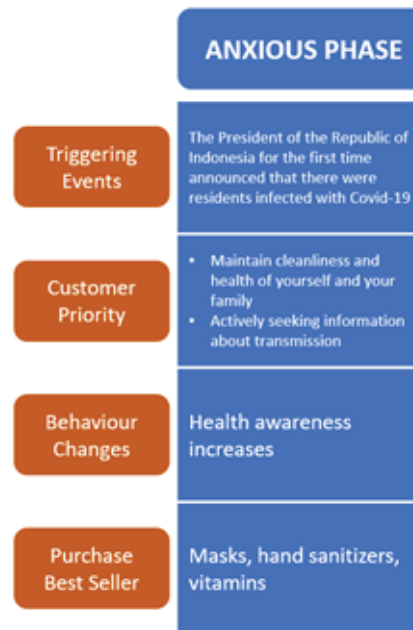 ANXIOUS PHASE
Triggering
Events
The President of the Republic of
Indonesia for the first time
announced that there were
residents infected with Covid-19
Customer
Priority
• Maintain cleanliness and
health of yourself and your
family
• Actively seeking information
about transmission
Behaviour
Changes
Health awareness
increases
Purchase
Best Seller
Masks, hand sanitizers,
vitamins